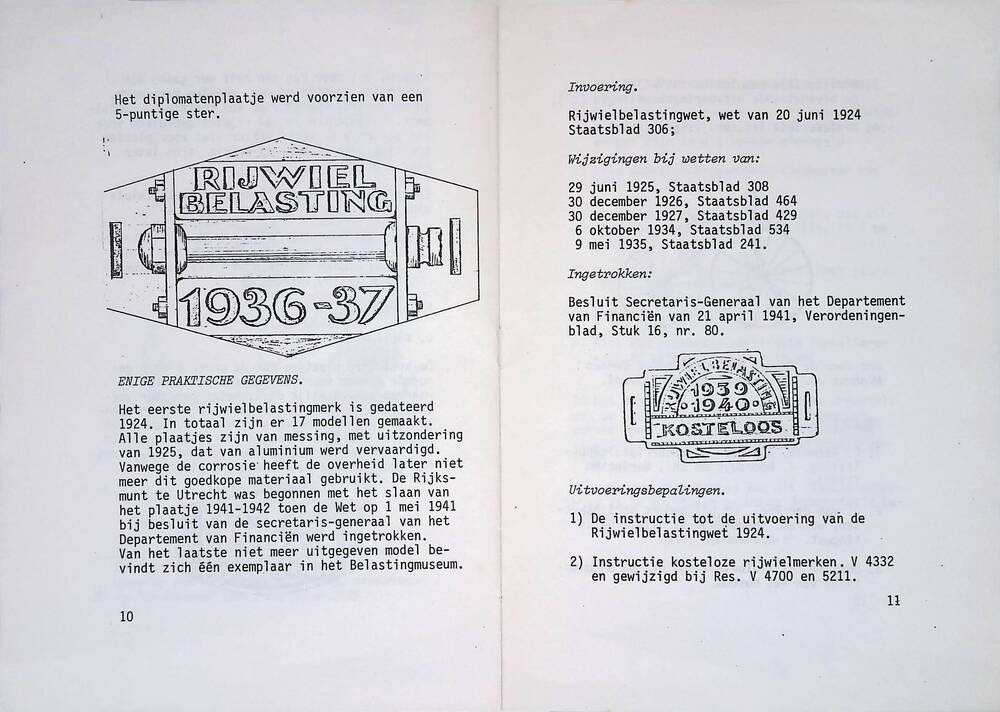 Het diplomatenplaatje werd voorzien van een
5-puntige ster.
RIJWIEL
BELASTING
1936-37
ENIGE PRAKTISCHE GEGEVENS.
Het eerste rijwielbelastingmerk is gedateerd
1924. In totaal zijn er 17 modellen gemaakt.
Alle plaatjes zijn van messing, met uitzondering
van 1925, dat van aluminium werd vervaardigd.
Vanwege de corrosie heeft de overheid later niet
meer dit goedkope materiaal gebruikt. De Rijks-
munt te Utrecht was begonnen met het slaan van
het plaatje 1941-1942 toen de Wet op 1 mei 1941
bij besluit van de secretaris-generaal van het
Departement van Financiën werd ingetrokken.
Van het laatste niet meer uitgegeven model be-
vindt zich één exemplaar in het Belastingmuseum.
10
Invoering.
Rijwielbelastingwet, wet van 20 juni 1924
Staatsblad 306;
Wijzigingen bij wetten van:
29 juni 1925, Staatsblad 308
30 december 1926, Staatsblad 464
30 december 1927, Staatsblad 429
6 oktober 1934, Staatsblad 534
9 mei 1935, Staatsblad 241.
Ingetrokken:
Besluit Secretaris-Generaal van het Departement
van Financiën van 21 april 1941, Verordeningen-
blad, Stuk 16, nr. 80.
RIJWIELBELASTING
1939
1940
KOSTELOOS
Uitvoeringsbepalingen.
1) De instructie tot de uitvoering van de
Rijwielbelastingwet 1924.
2) Instructie kosteloze rijwielmerken. V 4332
en gewijzigd bij Res. V 4700 en 5211.
11